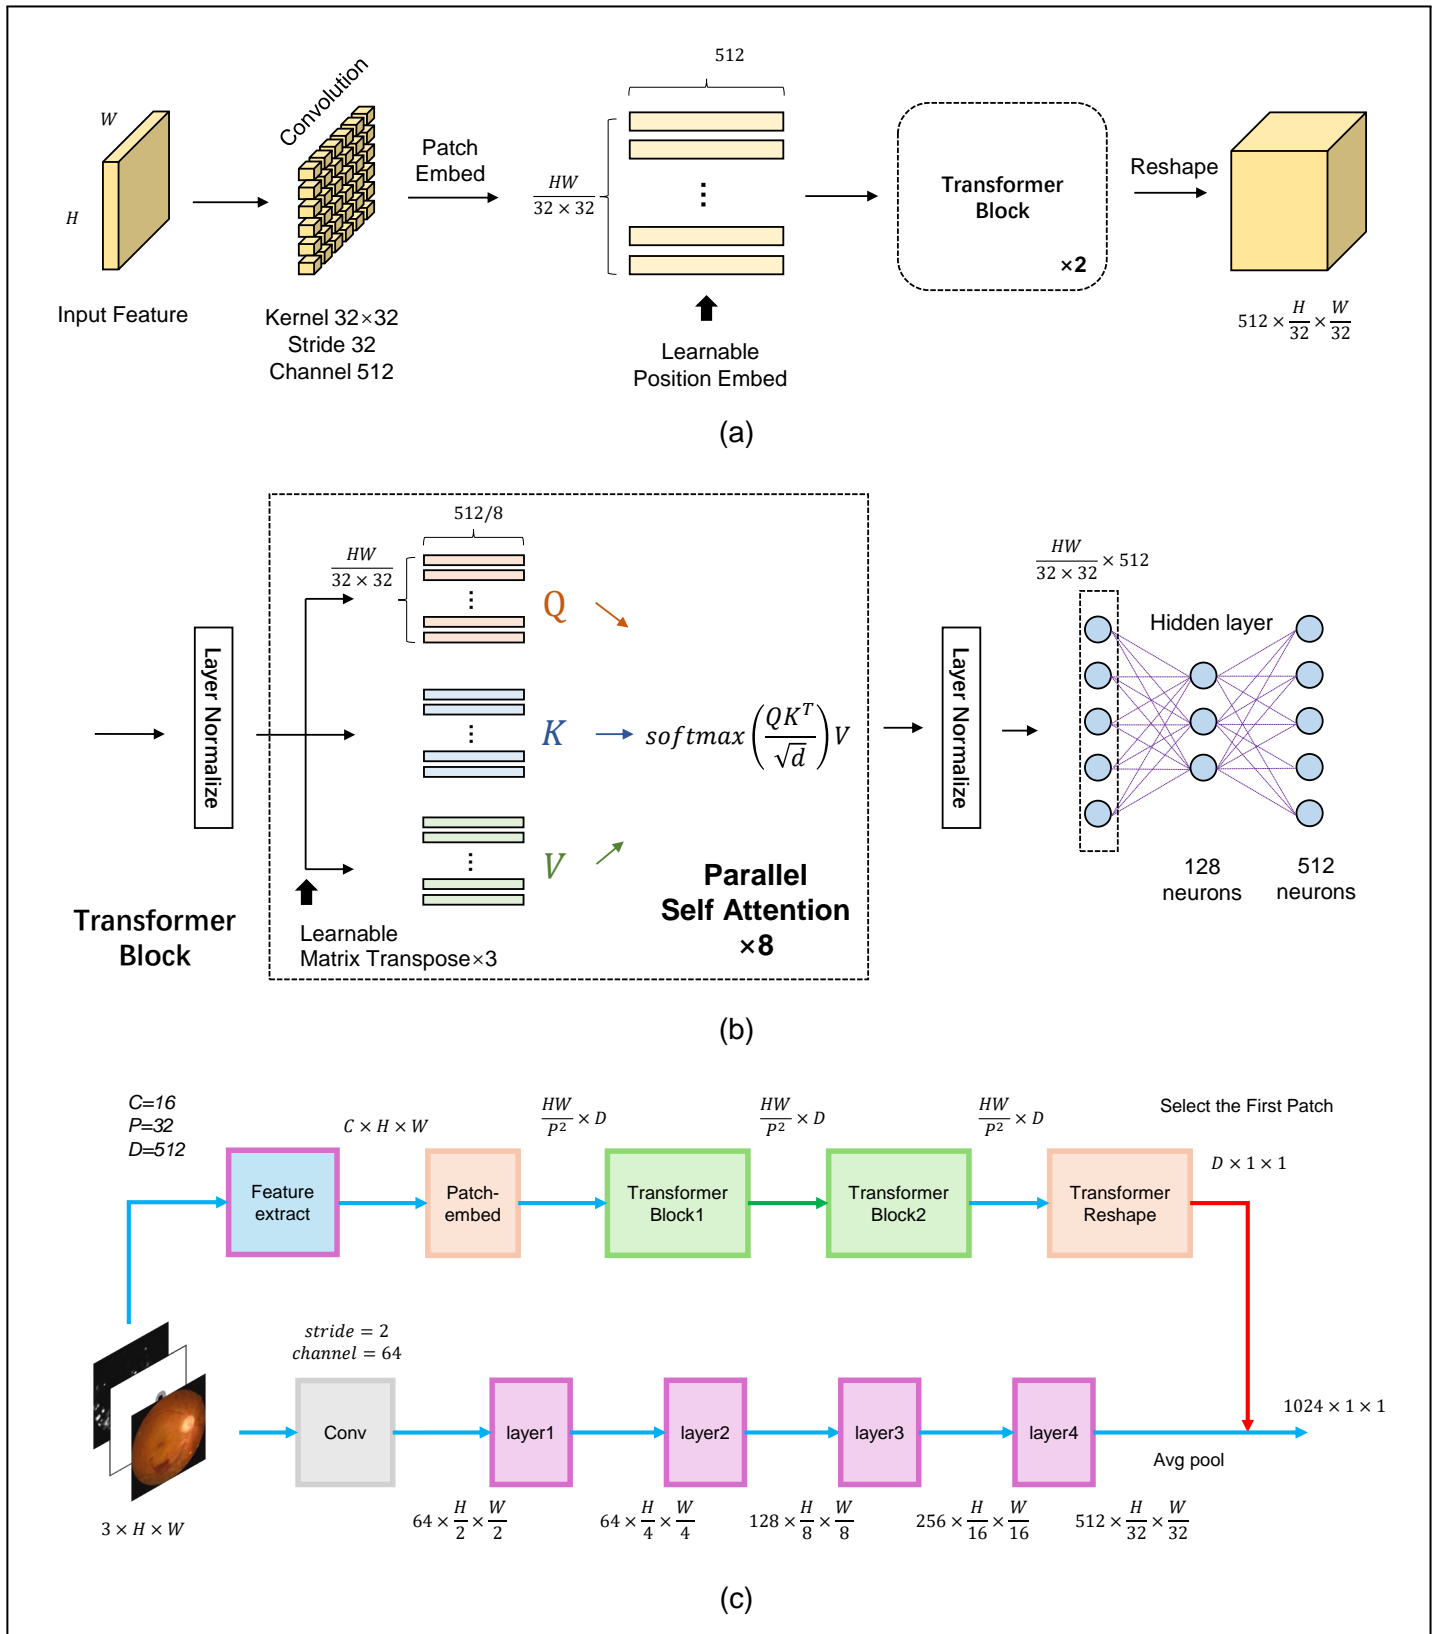 W
H
Input Feature
Convolution
Kernel 32×32
Stride 32
Channel 512
Patch
Embed
512
HW/(32 × 32)
⋮
Learnable
Position Embed
Transformer
Block
×2
Reshape
512 × H/32 × W/32
(a)
Transformer
Block
Layer Normalize
512/8
HW/(32 × 32)
⋮
Q
⋮
K
⋮
V
softmax(QK^T/√d)V
Learnable
Matrix Transpose×3
Parallel
Self Attention
×8
Layer Normalize
HW/(32 × 32) × 512
Hidden layer
128
neurons
512
neurons
(b)
C=16
P=32
D=512
Feature
extract
C × H × W
Patch-
embed
HW/P² × D
Transformer
Block1
HW/P² × D
Transformer
Block2
HW/P² × D
Transformer
Reshape
Select the First Patch
D × 1 × 1
3 × H × W
stride = 2
channel = 64
Conv
64 × H/2 × W/2
layer1
64 × H/4 × W/4
layer2
128 × H/8 × W/8
layer3
256 × H/16 × W/16
layer4
512 × H/32 × W/32
Avg pool
1024 × 1 × 1
(c)